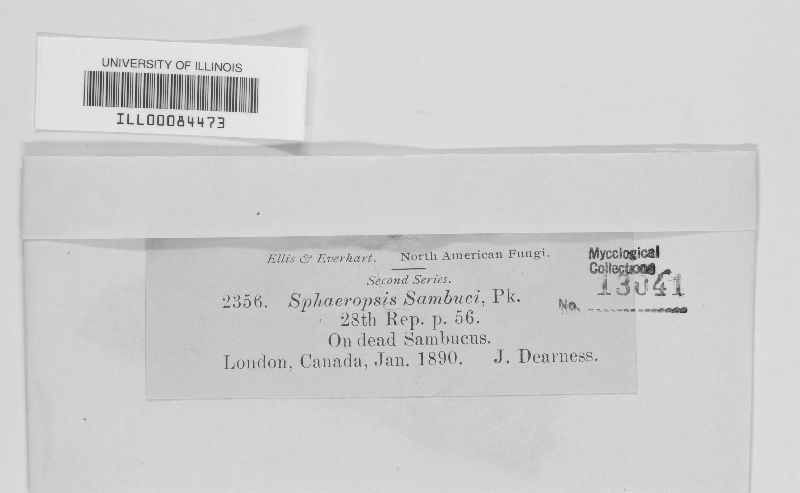 UNIVERSITY OF ILLINOIS
ILL00084473
Ellis & Everhart, North American Fungi.
Second Series.
2356. Sphaeropsis Sambuci, Pk.
28th Rep. p. 56.
On dead Sambucus.
London, Canada, Jan. 1890. J. Dearness.
Mycological
Collections
No. 13041